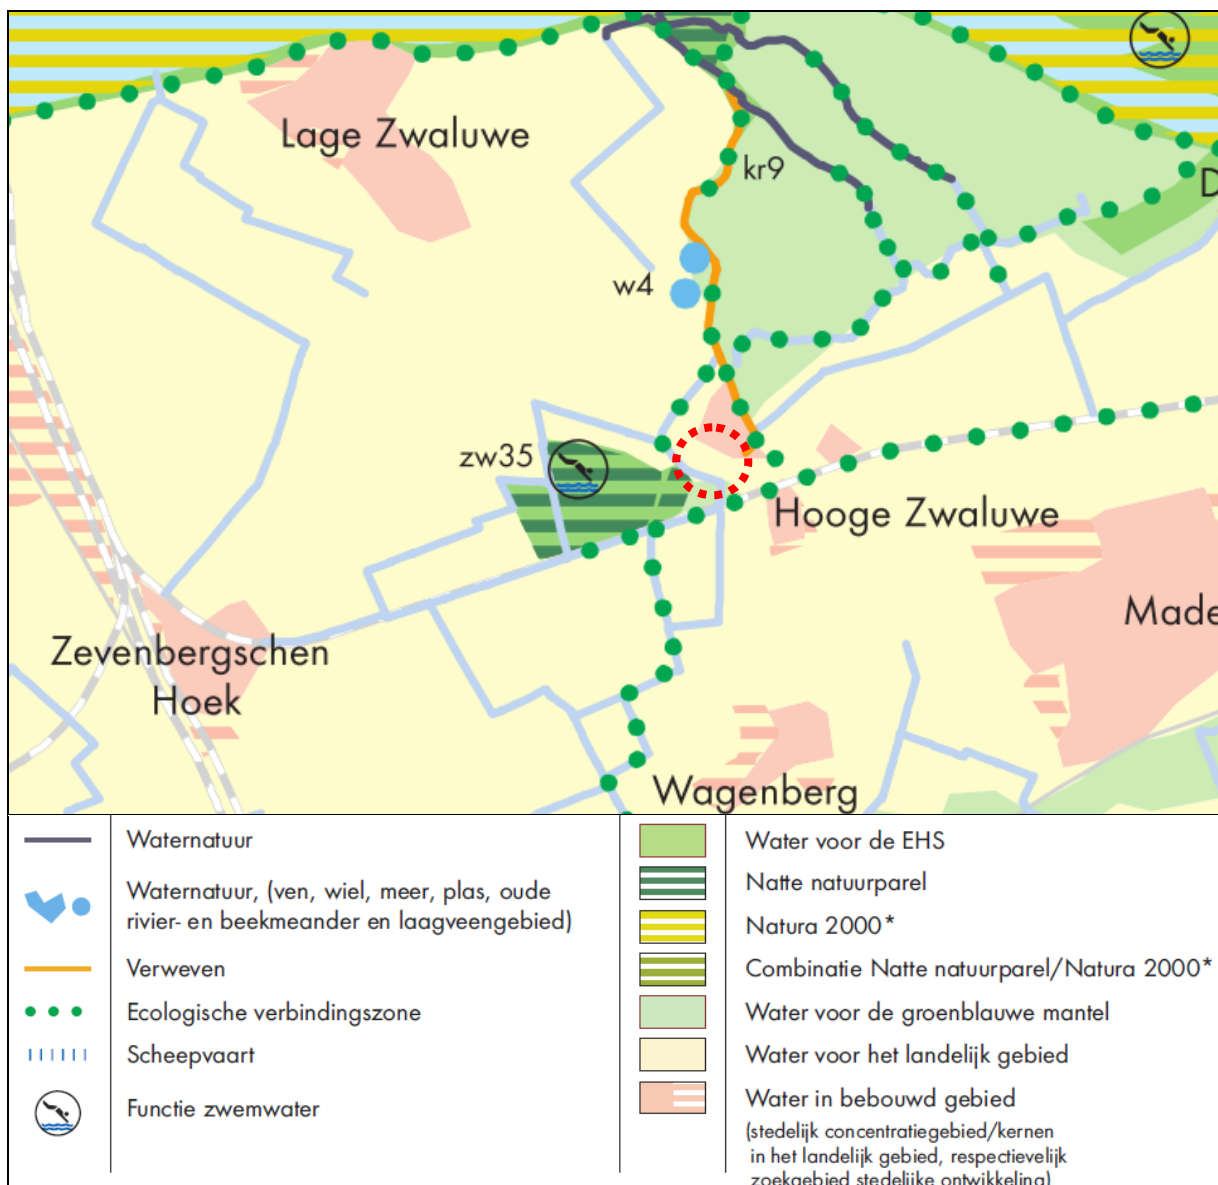 Lage Zwaluwe
D
kr9
w4
zw35
Hooge Zwaluwe
Made
Zevenbergschen
Hoek
Wagenberg
Waternatuur
Waternatuur, (ven, wiel, meer, plas, oude
rivier- en beekmeander en laagveengebied)
Verweven
Ecologische verbindingszone
Scheepvaart
Functie zwemwater
Water voor de EHS
Natte natuurparel
Natura 2000*
Combinatie Natte natuurparel/Natura 2000*
Water voor de groenblauwe mantel
Water voor het landelijk gebied
Water in bebouwd gebied
(stedelijk concentratiegebied/kernen
in het landelijk gebied, respectievelijk
zoekgebied stedelijke ontwikkeling)